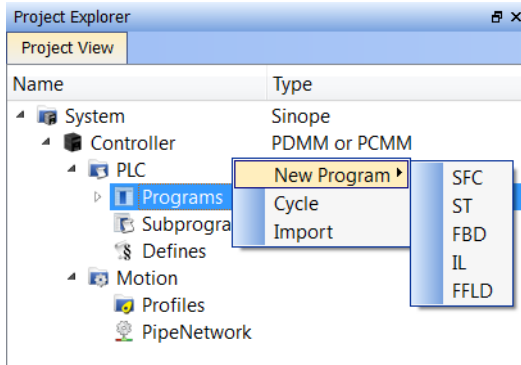 Project Explorer
Project View
Name Type
System Sinope
Controller PDMM or PCMM
PLC New Program SFC
Programs Cycle ST
Subprogra Import FBD
Defines IL
Motion FFLD
Profiles
PipeNetwork